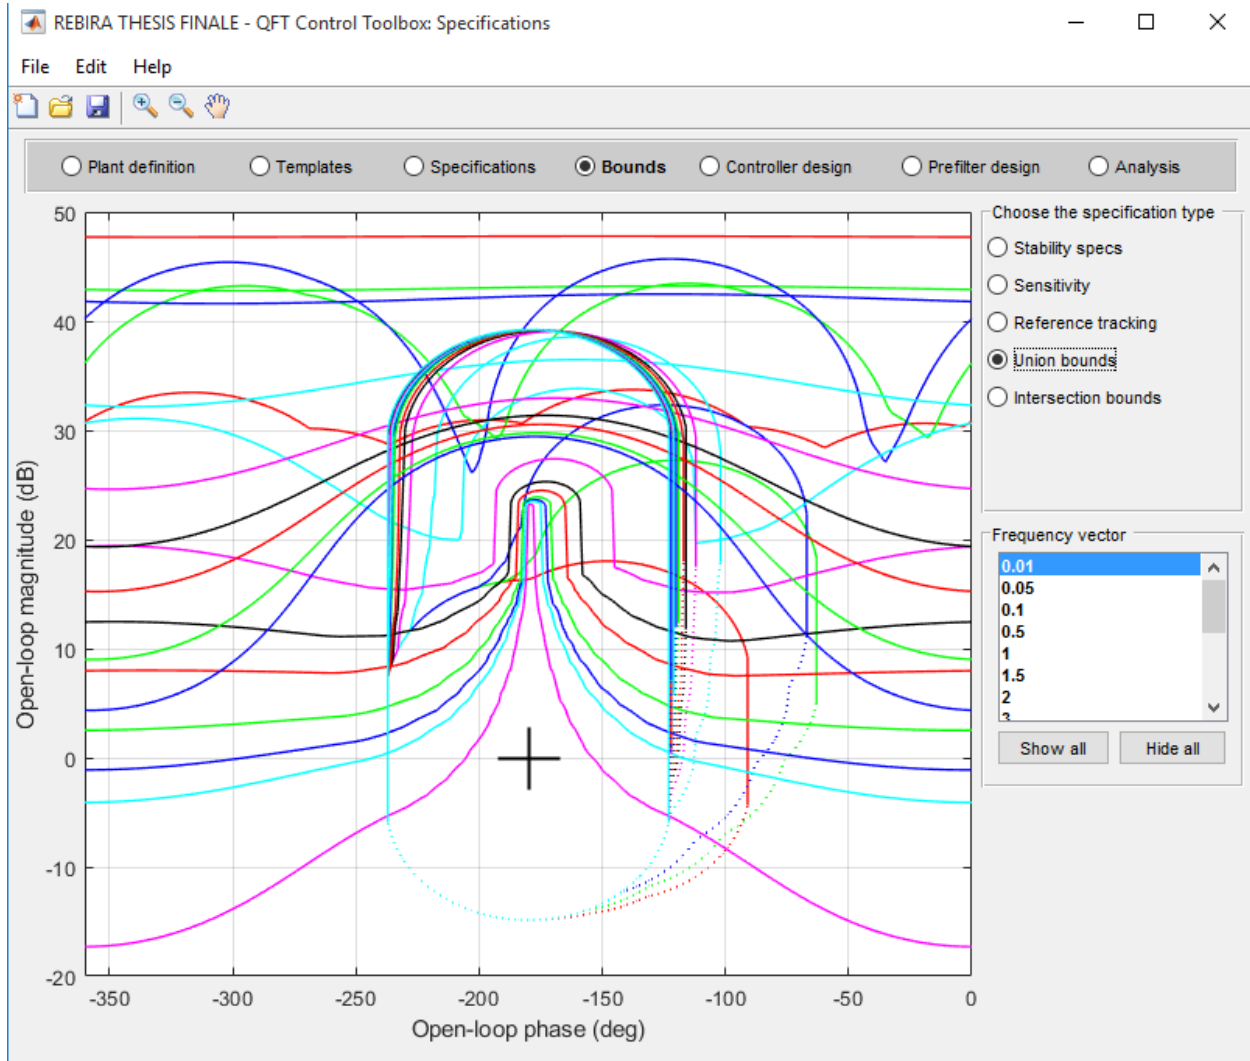 REBIRA THESIS FINALE - QFT Control Toolbox: Specifications
File Edit Help
Plant definition Templates Specifications Bounds Controller design Prefilter design Analysis
Choose the specification type
Stability specs
Sensitivity
Reference tracking
Union bounds
Intersection bounds
Frequency vector
0.01
0.05
0.1
0.5
1
1.5
2
3
Show all Hide all
50
40
30
20
10
0
-10
-20
Open-loop magnitude (dB)
-350 -300 -250 -200 -150 -100 -50 0
Open-loop phase (deg)